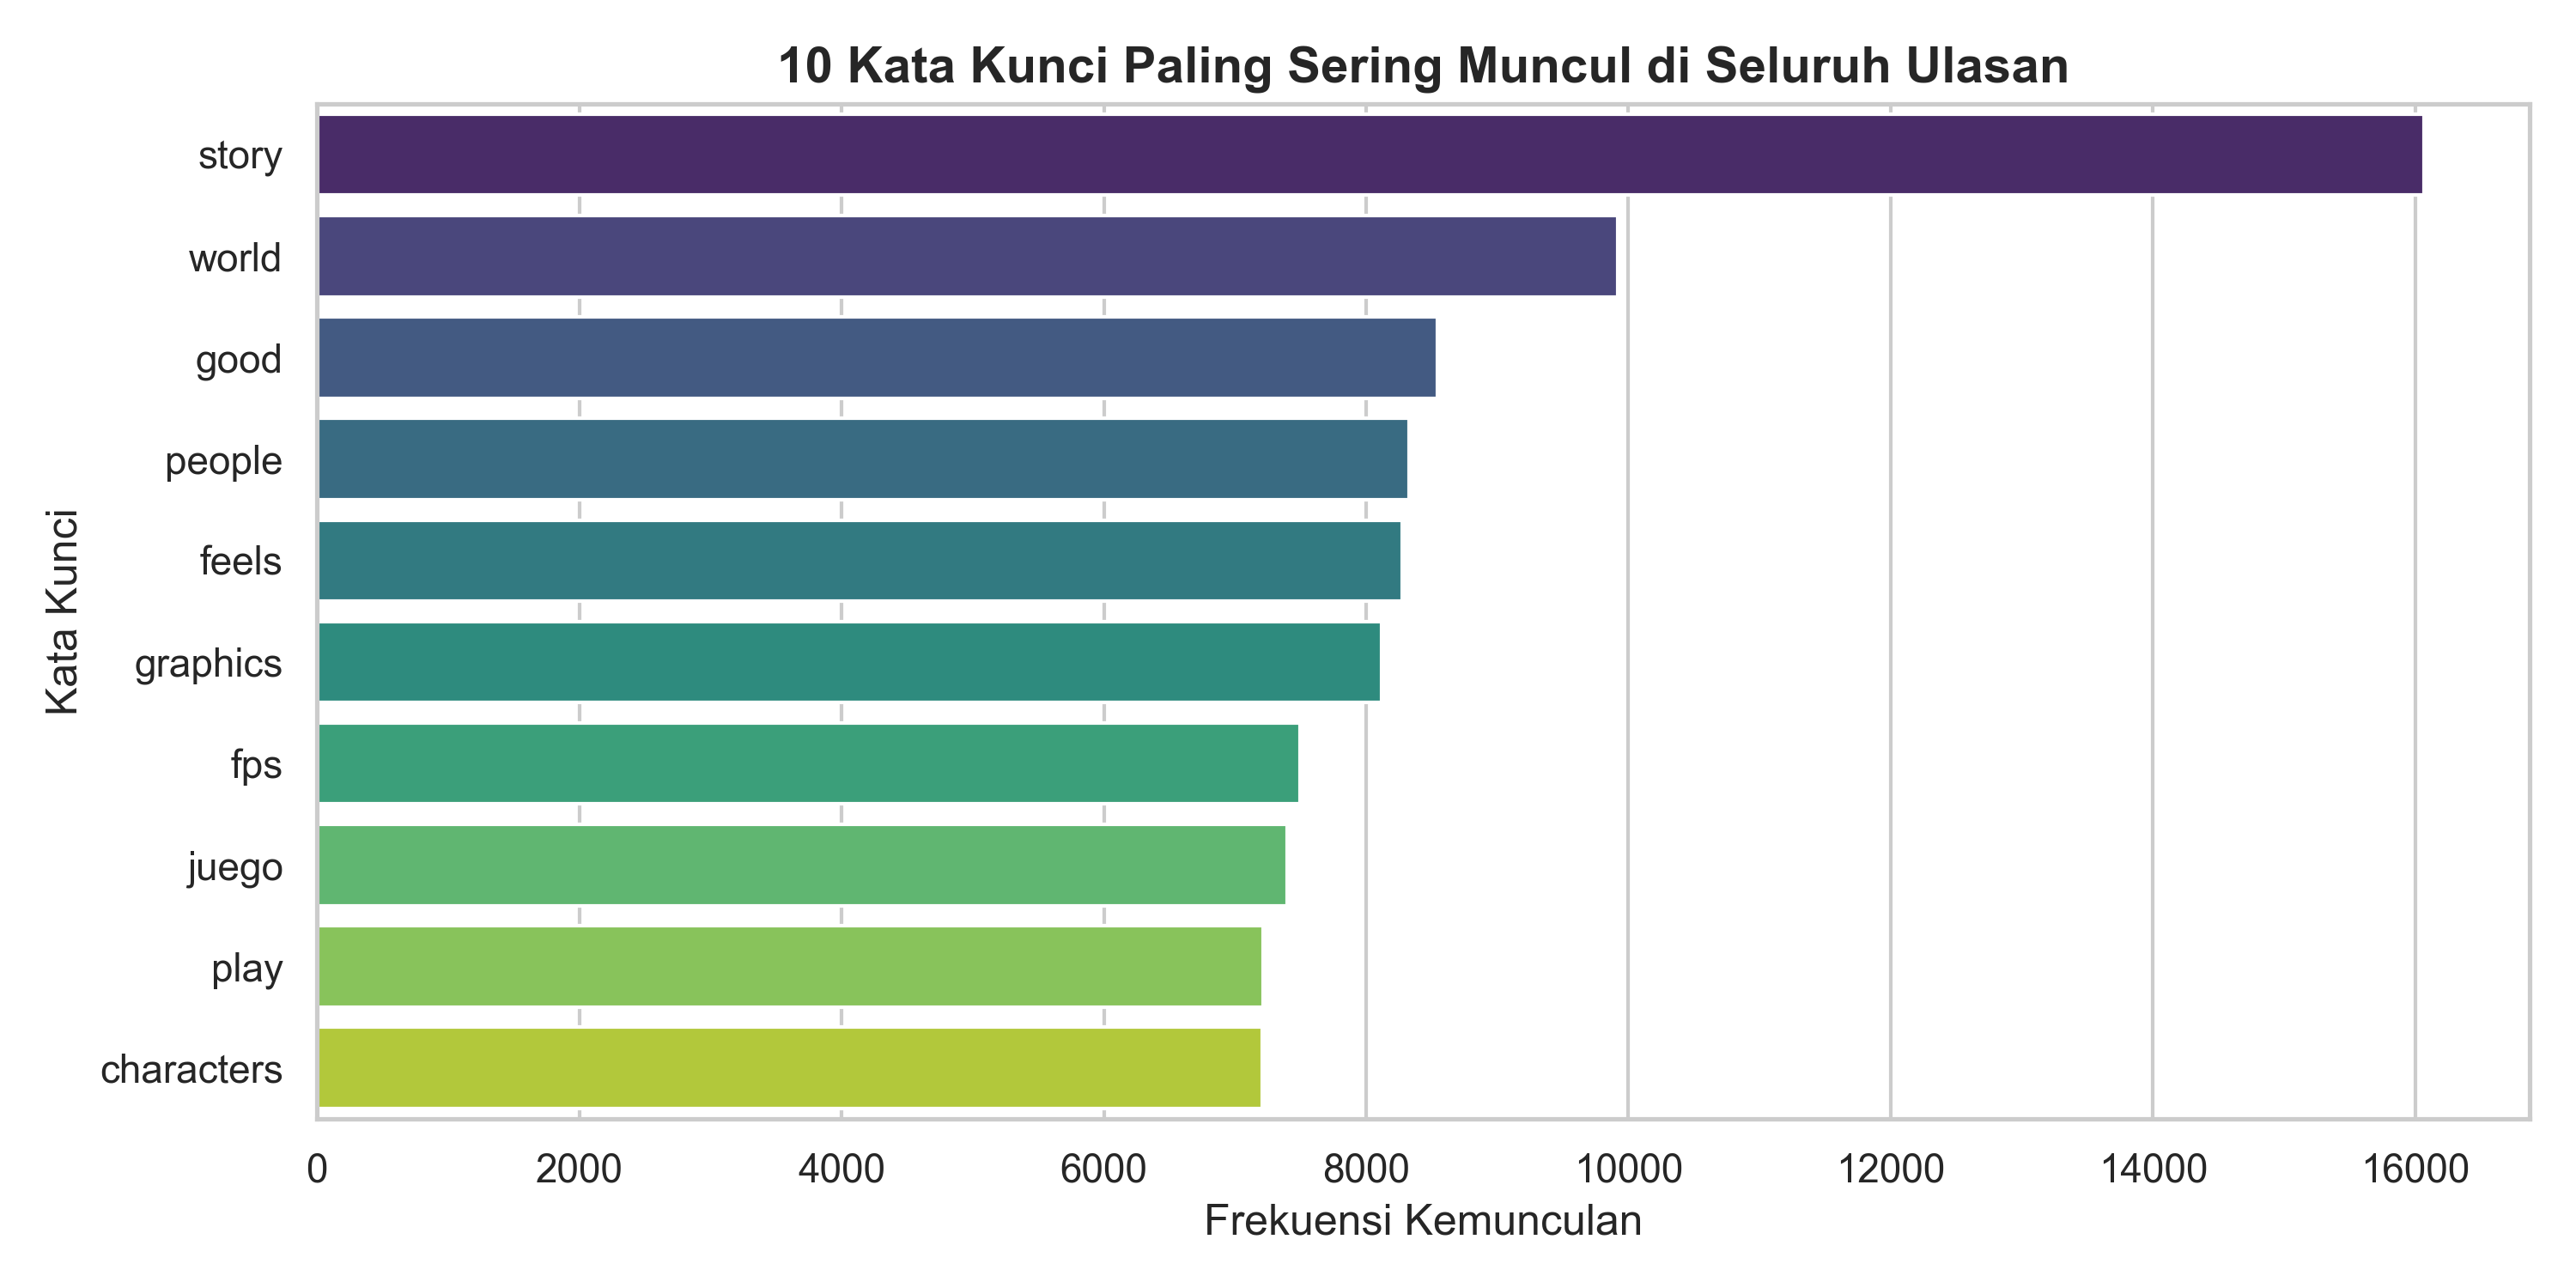 10 Kata Kunci Paling Sering Muncul di Seluruh Ulasan
Kata Kunci
story
world
good
people
feels
graphics
fps
juego
play
characters
0 2000 4000 6000 8000 10000 12000 14000 16000
Frekuensi Kemunculan